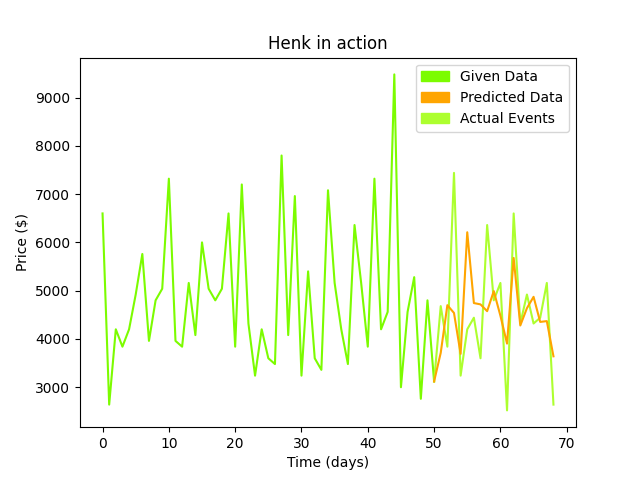 Henk in action
Given Data
Predicted Data
Actual Events
Price ($)
9000
8000
7000
6000
5000
4000
3000
0 10 20 30 40 50 60 70
Time (days)